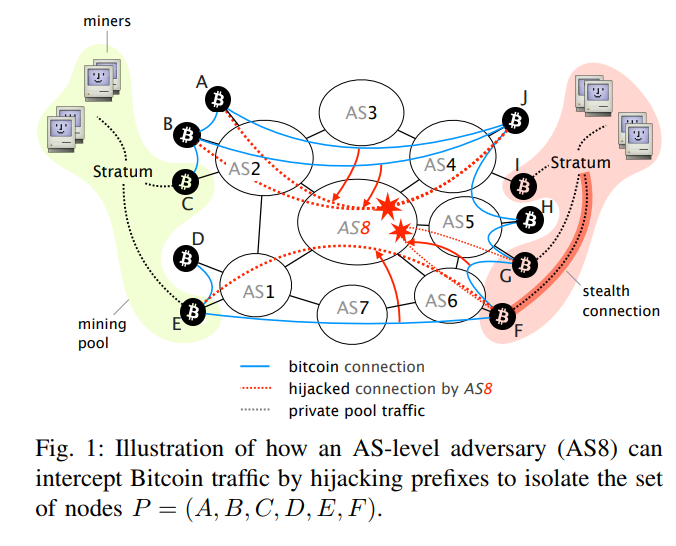 miners
A
J
AS3
B
AS2
AS4
I
Stratum
Stratum
C
H
AS8
AS5
D
G
AS1
AS7
AS6
stealth
connection
E
F
mining
pool
bitcoin connection
hijacked connection by AS8
private pool traffic
Fig. 1: Illustration of how an AS-level adversary (AS8) can
intercept Bitcoin traffic by hijacking prefixes to isolate the set
of nodes P = (A, B, C, D, E, F).